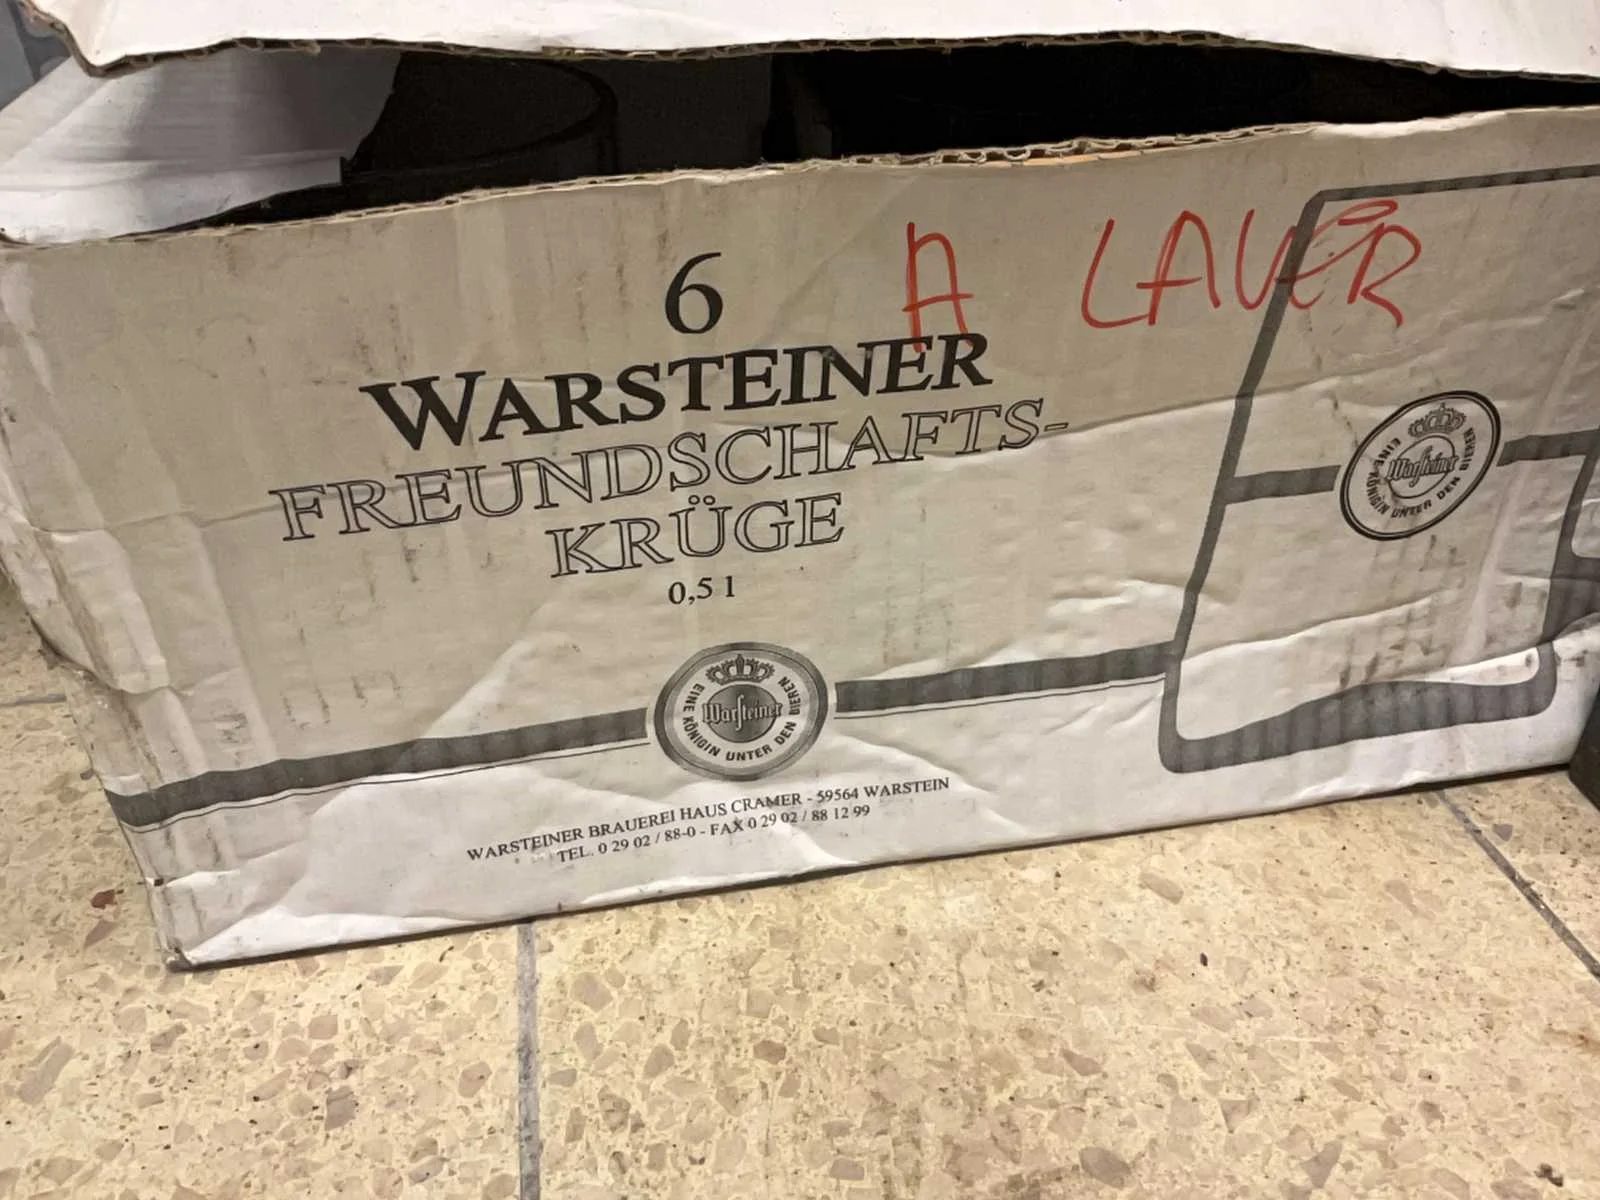 6
A LAVER
WARSTEINER
FREUNDSCHAFTS-
KRÜGE
0,5 l
Warsteiner
EINE KÖNIGIN UNTER DEN BIEREN
Warsteiner
EINE KÖNIGIN UNTER DEN BIEREN
WARSTEINER BRAUEREI HAUS CRAMER - 59564 WARSTEIN
TEL. 0 29 02 / 88-0 - FAX 0 29 02 / 88 12 99